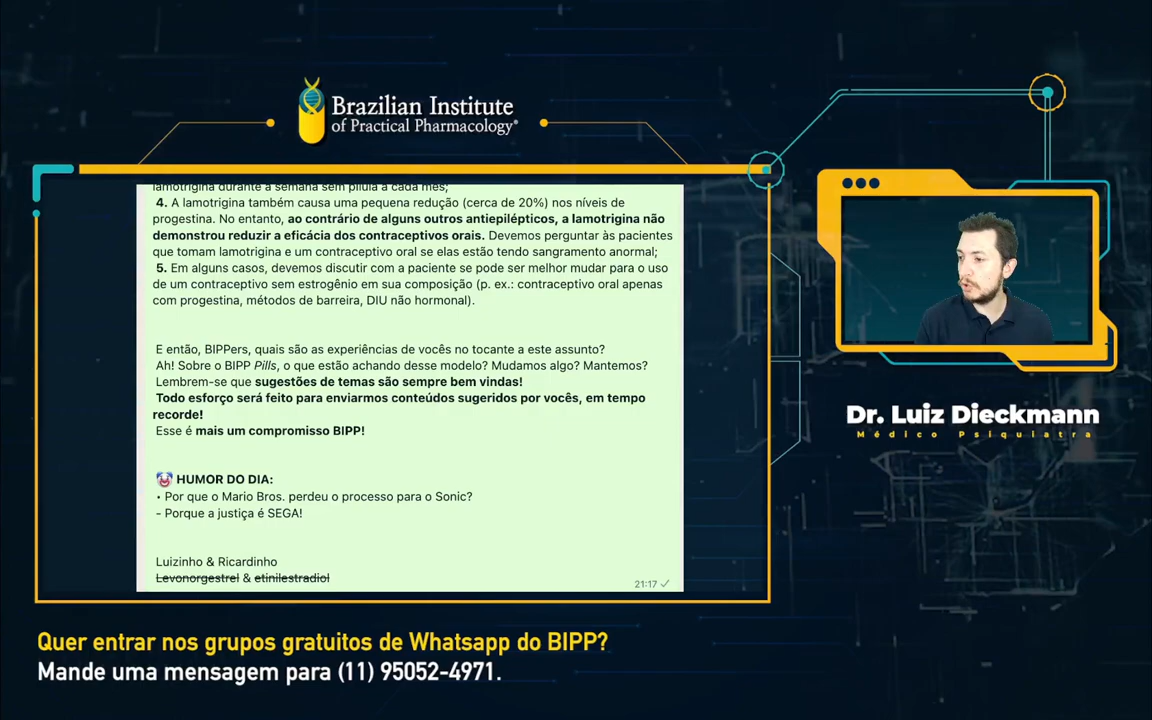 Brazilian Institute
of Practical Pharmacology®
lamotrigina durante a semana sem pílula a cada mês;
4. A lamotrigina também causa uma pequena redução (cerca de 20%) nos níveis de
progestina. No entanto, ao contrário de alguns outros antiepilépticos, a lamotrigina não
demonstrou reduzir a eficácia dos contraceptivos orais. Devemos perguntar às pacientes
que tomam lamotrigina e um contraceptivo oral se elas estão tendo sangramento anormal;
5. Em alguns casos, devemos discutir com a paciente se pode ser melhor mudar para o uso
de um contraceptivo sem estrogênio em sua composição (p. ex.: contraceptivo oral apenas
com progestina, métodos de barreira, DIU não hormonal).
E então, BIPPers, quais são as experiências de vocês no tocante a este assunto?
Ah! Sobre o BIPP Pills, o que estão achando desse modelo? Mudamos algo? Mantemos?
Lembrem-se que sugestões de temas são sempre bem vindas!
Todo esforço será feito para enviarmos conteúdos sugeridos por vocês, em tempo
recorde!
Esse é mais um compromisso BIPP!
🤡 HUMOR DO DIA:
• Por que o Mario Bros. perdeu o processo para o Sonic?
- Porque a justiça é SEGA!
Luizinho & Ricardinho
Levonorgestrel & etinilestradiol
21:17
Dr. Luiz Dieckmann
Médico Psiquiatra
Quer entrar nos grupos gratuitos de Whatsapp do BIPP?
Mande uma mensagem para (11) 95052-4971.